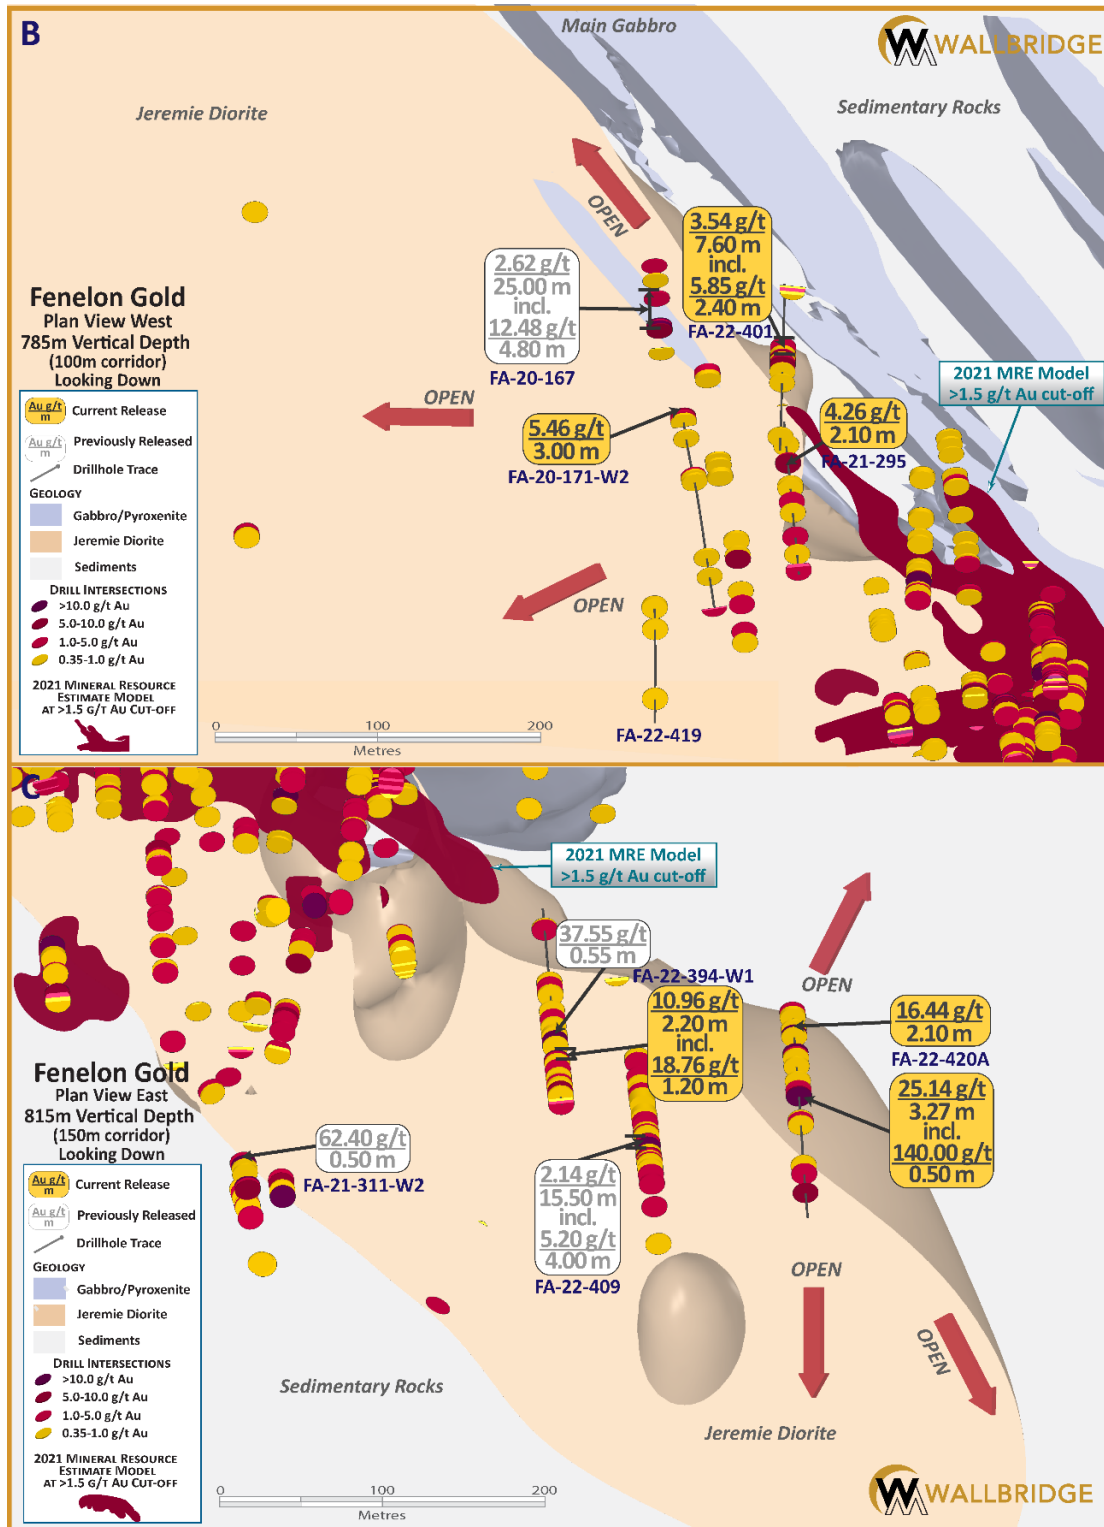 B
Main Gabbro
WALLBRIDGE
Jeremie Diorite
Sedimentary Rocks
OPEN
3.54 g/t
7.60 m
incl.
5.85 g/t
2.40 m
FA-22-401
2.62 g/t
25.00 m
incl.
12.48 g/t
4.80 m
FA-20-167
Fenelon Gold
Plan View West
785m Vertical Depth
(100m corridor)
Looking Down
2021 MRE Model
>1.5 g/t Au cut-off
OPEN
5.46 g/t
3.00 m
FA-20-171-W2
4.26 g/t
2.10 m
FA-21-295
Au g/t
m
Current Release
Au g/t
m
Previously Released
Drillhole Trace
GEOLOGY
Gabbro/Pyroxenite
Jeremie Diorite
Sediments
DRILL INTERSECTIONS
>10.0 g/t Au
5.0-10.0 g/t Au
1.0-5.0 g/t Au
0.35-1.0 g/t Au
2021 MINERAL RESOURCE
ESTIMATE MODEL
AT >1.5 G/T AU CUT-OFF
OPEN
FA-22-419
0 100 200
Metres
C
2021 MRE Model
>1.5 g/t Au cut-off
37.55 g/t
0.55 m
FA-22-394-W1
10.96 g/t
2.20 m
incl.
18.76 g/t
1.20 m
OPEN
16.44 g/t
2.10 m
FA-22-420A
25.14 g/t
3.27 m
incl.
140.00 g/t
0.50 m
Fenelon Gold
Plan View East
815m Vertical Depth
(150m corridor)
Looking Down
62.40 g/t
0.50 m
FA-21-311-W2
2.14 g/t
15.50 m
incl.
5.20 g/t
4.00 m
FA-22-409
Au g/t
m
Current Release
Au g/t
m
Previously Released
Drillhole Trace
GEOLOGY
Gabbro/Pyroxenite
Jeremie Diorite
Sediments
DRILL INTERSECTIONS
>10.0 g/t Au
5.0-10.0 g/t Au
1.0-5.0 g/t Au
0.35-1.0 g/t Au
2021 MINERAL RESOURCE
ESTIMATE MODEL
AT >1.5 G/T AU CUT-OFF
OPEN
OPEN
Sedimentary Rocks
Jeremie Diorite
0 100 200
Metres
WALLBRIDGE